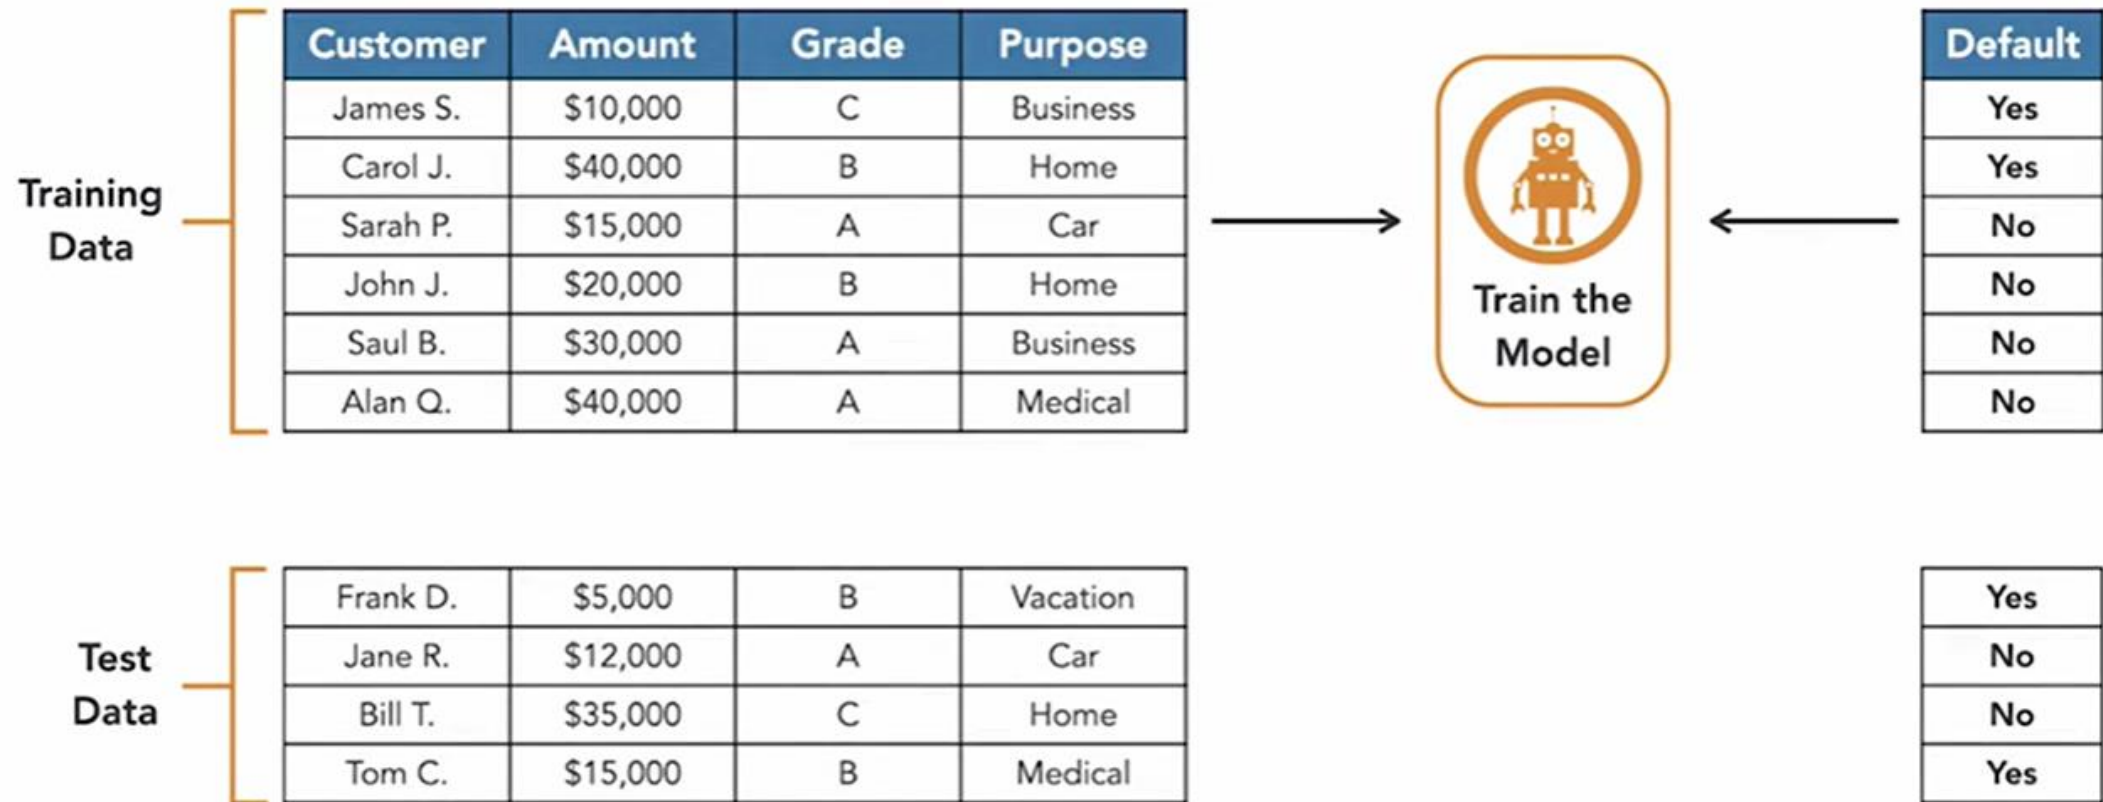 Customer Amount Grade Purpose Default
James S. $10,000 C Business Yes
Carol J. $40,000 B Home Yes
Sarah P. $15,000 A Car No
John J. $20,000 B Home No
Saul B. $30,000 A Business No
Alan Q. $40,000 A Medical No
Training
Data
Train the
Model
Frank D. $5,000 B Vacation Yes
Jane R. $12,000 A Car No
Bill T. $35,000 C Home No
Tom C. $15,000 B Medical Yes
Test
Data